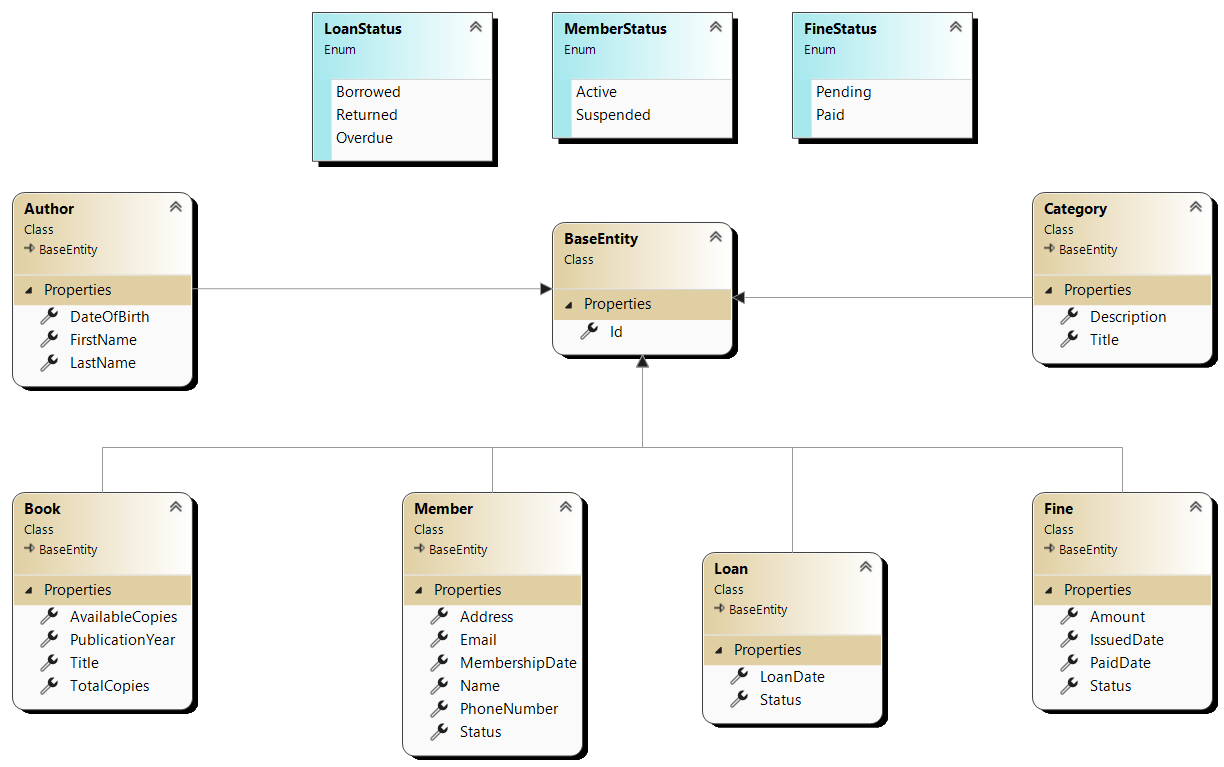 LoanStatus
Enum
Borrowed
Returned
Overdue
MemberStatus
Enum
Active
Suspended
FineStatus
Enum
Pending
Paid
Author
Class
BaseEntity
Properties
DateOfBirth
FirstName
LastName
BaseEntity
Class
Properties
Id
Category
Class
BaseEntity
Properties
Description
Title
Book
Class
BaseEntity
Properties
AvailableCopies
PublicationYear
Title
TotalCopies
Member
Class
BaseEntity
Properties
Address
Email
MembershipDate
Name
PhoneNumber
Status
Loan
Class
BaseEntity
Properties
LoanDate
Status
Fine
Class
BaseEntity
Properties
Amount
IssuedDate
PaidDate
Status